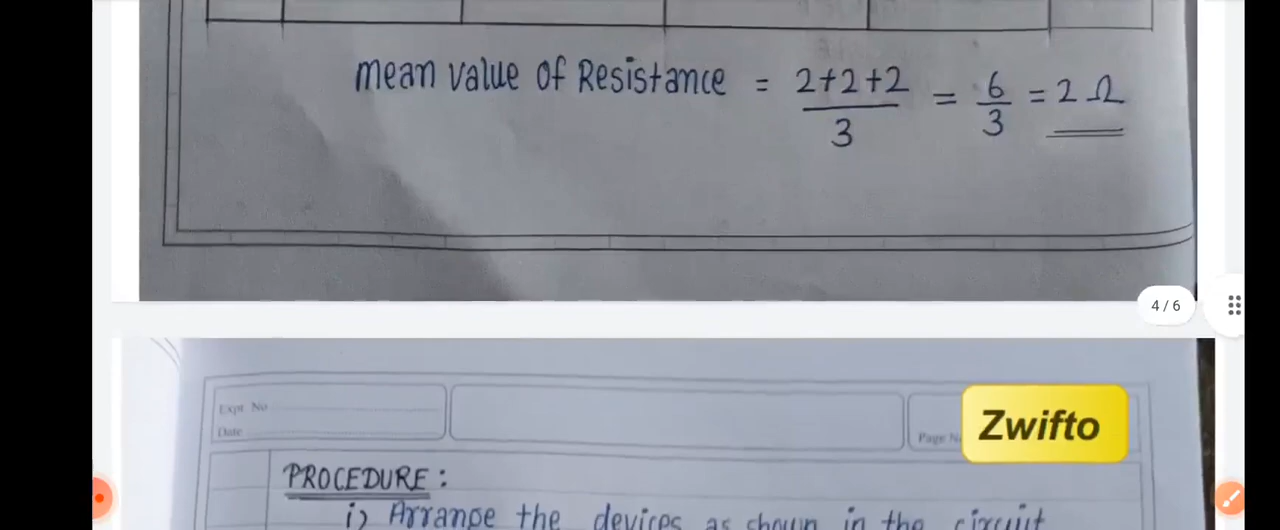 mean value of Resistance = 2+2+2/3 = 6/3 = 2 Ω
4 / 6
Expt. No
Date
Page N
Zwifto
PROCEDURE :
i) Arrange the devices as shown in the circuit